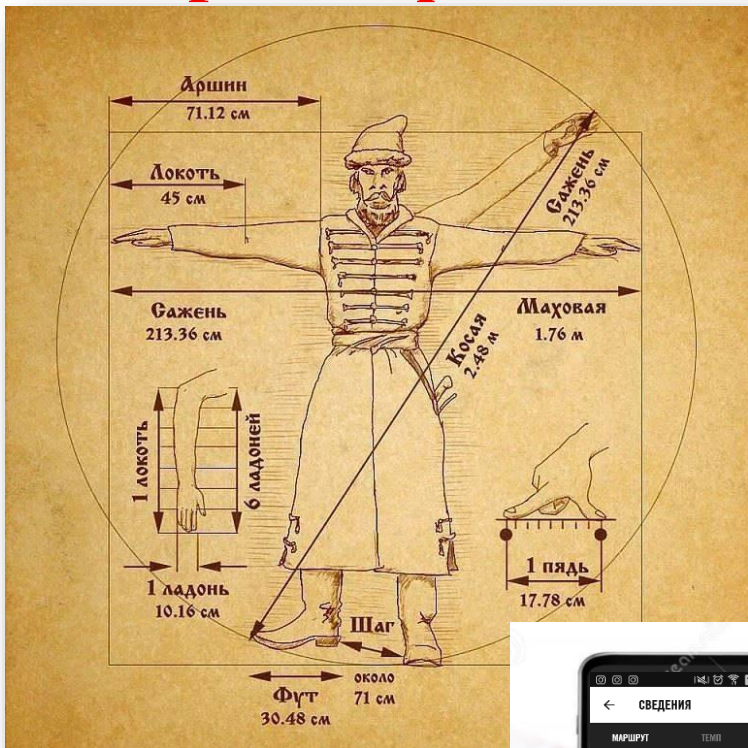 Аршин
71.12 см
Локоть
45 см
Сажень
213.36 см
Сажень
213.36 см
Маховая
1.76 м
Косая
2.48 м
1 локоть
6 ладоней
1 ладонь
10.16 см
1 пядь
17.78 см
Шаг
около
71 см
Фут
30.48 см
СВЕДЕНИЯ
МАРШРУТ ТЕМП